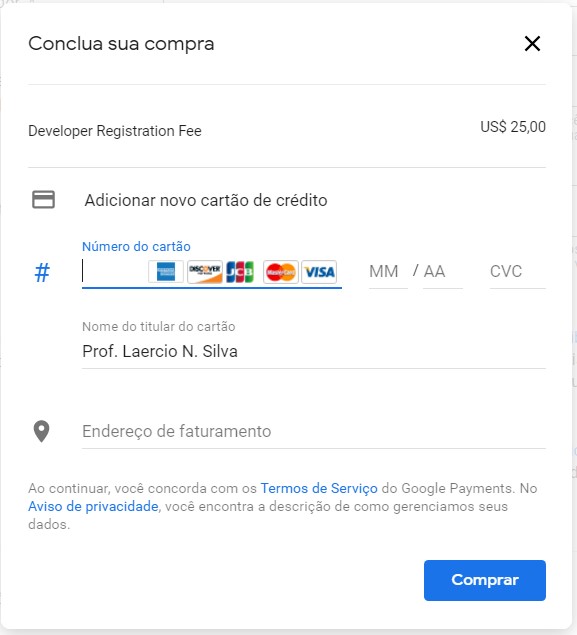 Conclua sua compra
Developer Registration Fee US$ 25,00
Adicionar novo cartão de crédito
Número do cartão
# AMERICAN EXPRESS DISCOVER JCB MasterCard VISA MM / AA CVC
Nome do titular do cartão
Prof. Laercio N. Silva
Endereço de faturamento
Ao continuar, você concorda com os Termos de Serviço do Google Payments. No
Aviso de privacidade, você encontra a descrição de como gerenciamos seus
dados.
Comprar